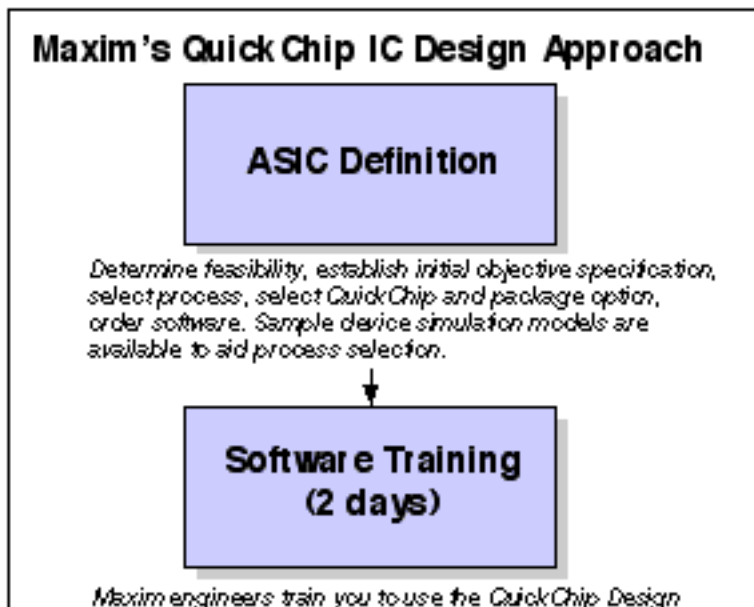 Maxim's QuickChip IC Design Approach
ASIC Definition
Determine feasibility, establish initial objective specification,
select process, select QuickChip and package option,
order software. Sample device simulation models are
available to aid process selection.
Software Training
(2 days)
Maxim engineers train you to use the QuickChip Design